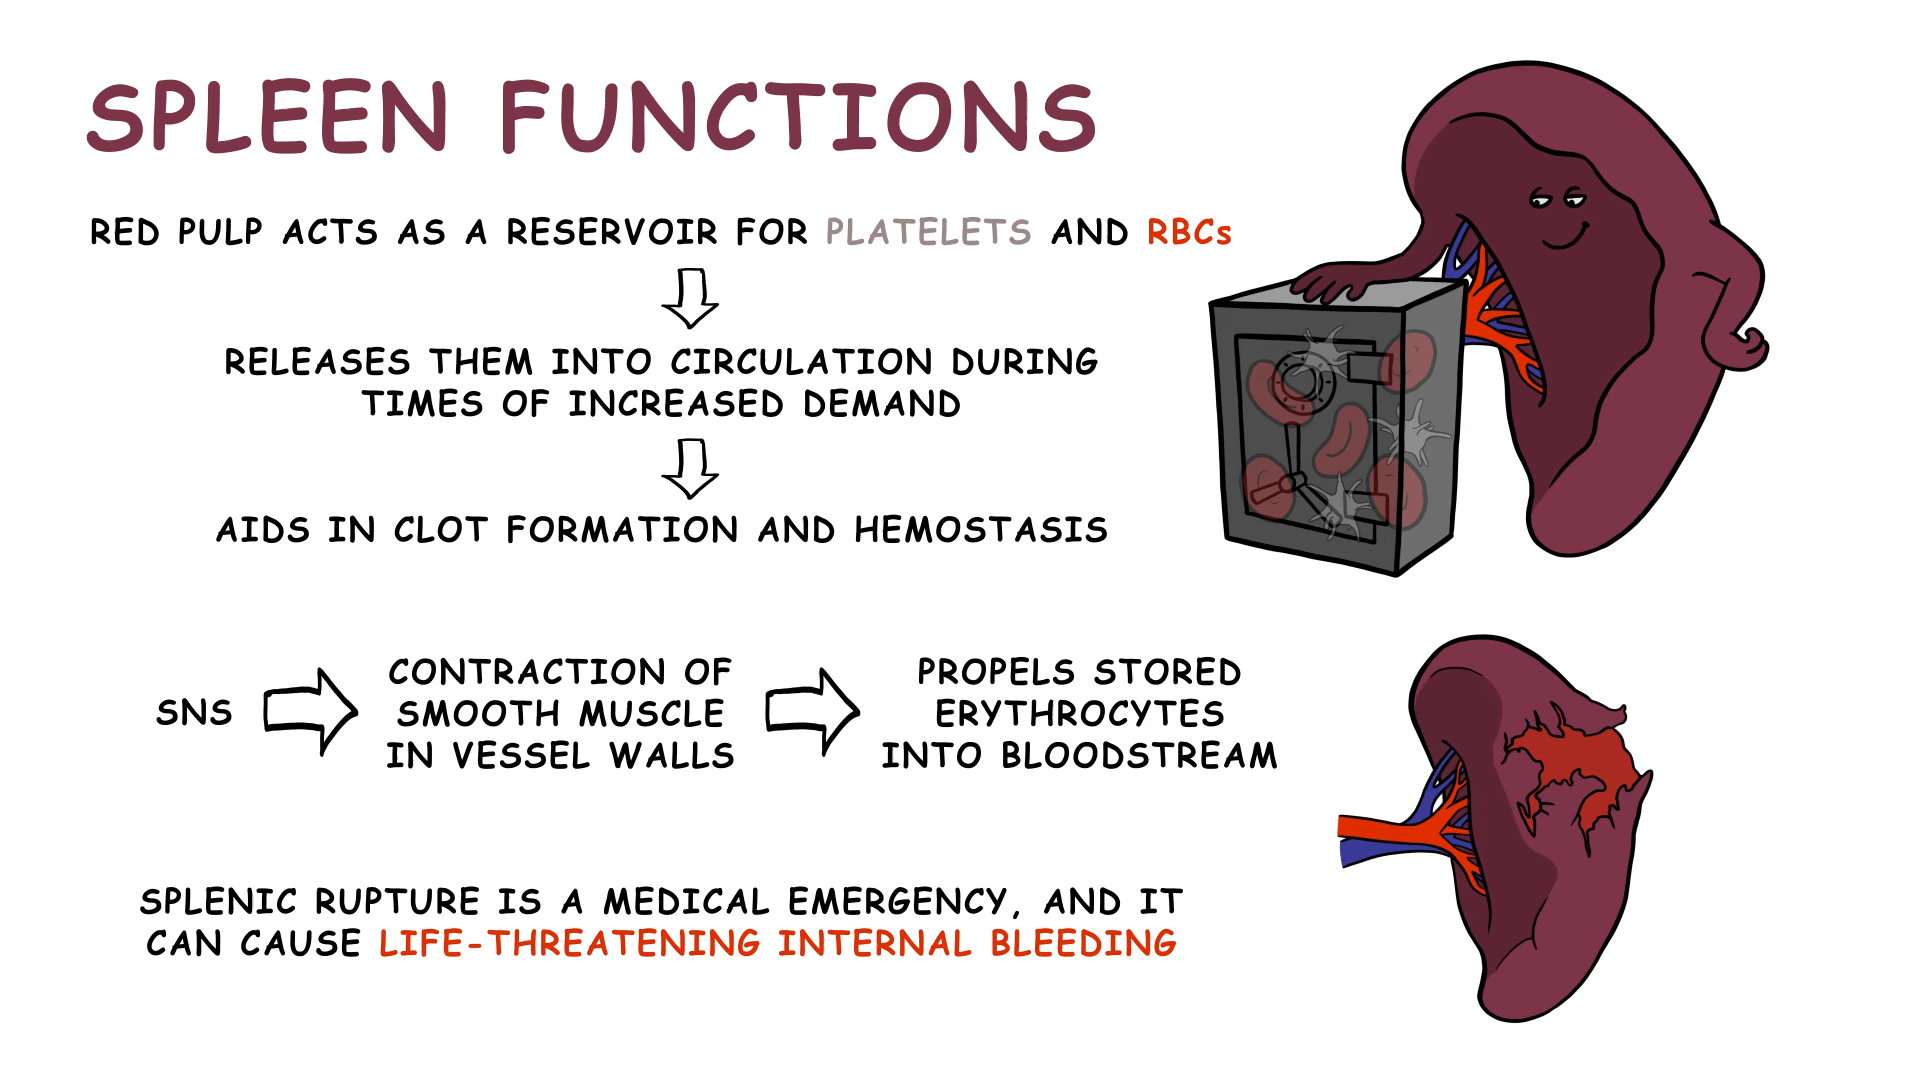 SPLEEN FUNCTIONS
RED PULP ACTS AS A RESERVOIR FOR PLATELETS AND RBCs
RELEASES THEM INTO CIRCULATION DURING
TIMES OF INCREASED DEMAND
AIDS IN CLOT FORMATION AND HEMOSTASIS
SNS
CONTRACTION OF
SMOOTH MUSCLE
IN VESSEL WALLS
PROPELS STORED
ERYTHROCYTES
INTO BLOODSTREAM
SPLENIC RUPTURE IS A MEDICAL EMERGENCY, AND IT
CAN CAUSE LIFE-THREATENING INTERNAL BLEEDING